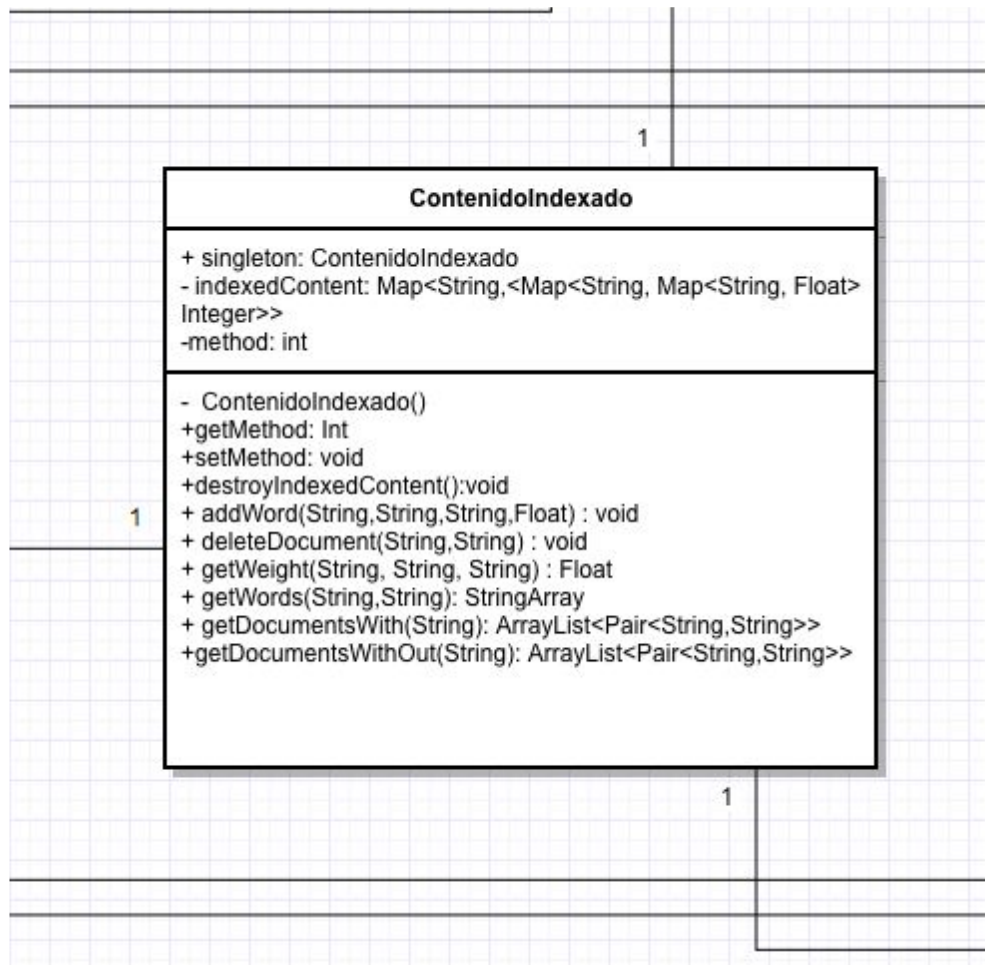 1
ContenidoIndexado
+ singleton: ContenidoIndexado
- indexedContent: Map<String,<Map<String, Map<String, Float>
Integer>>
-method: int
- ContenidoIndexado()
+getMethod: Int
+setMethod: void
+destroyIndexedContent():void
+ addWord(String,String,String,Float) : void
+ deleteDocument(String,String) : void
+ getWeight(String, String, String) : Float
+ getWords(String,String): StringArray
+ getDocumentsWith(String): ArrayList<Pair<String,String>>
+getDocumentsWithOut(String): ArrayList<Pair<String,String>>
1
1